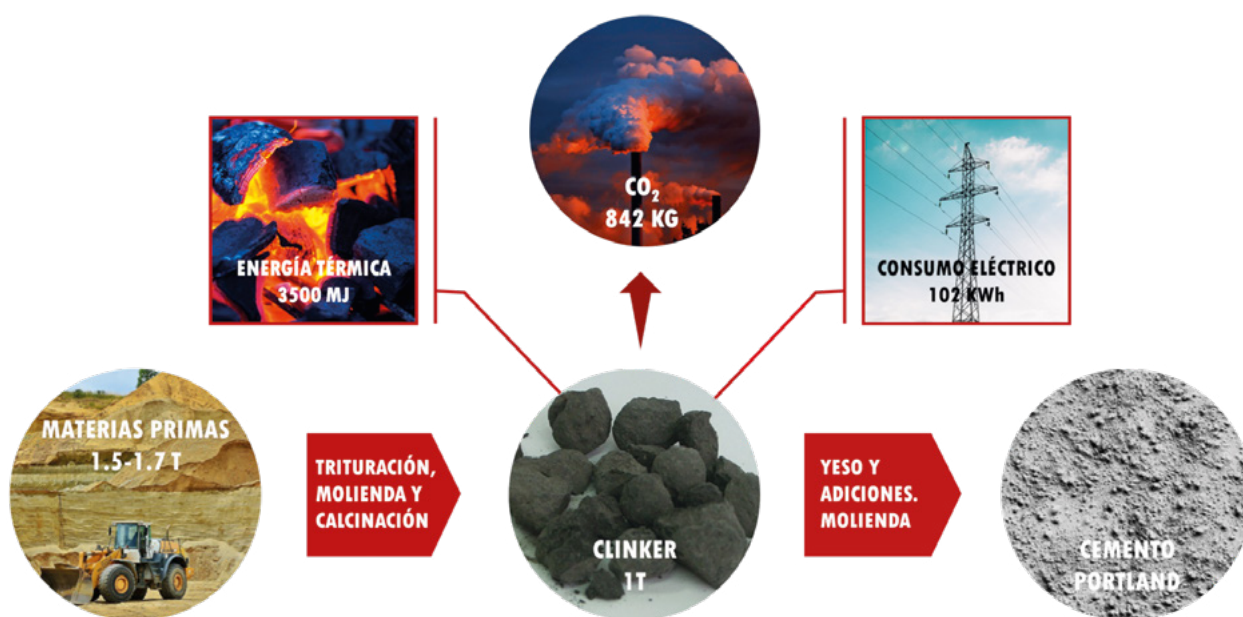 CO₂
842 KG
ENERGÍA TÉRMICA
3500 MJ
CONSUMO ELÉCTRICO
102 KWh
MATERIAS PRIMAS
1.5-1.7 T
TRITURACIÓN,
MOLIENDA Y
CALCINACIÓN
CLINKER
1T
YESO Y
ADICIONES.
MOLIENDA
CEMENTO
PORTLAND